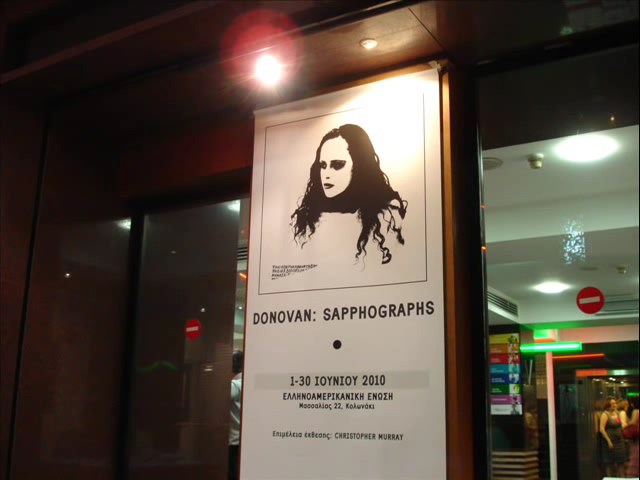 DONOVAN: SAPPHOGRAPHS
1-30 ΙΟΥΝΙΟΥ 2010
ΕΛΛΗΝΟΑΜΕΡΙΚΑΝΙΚΗ ΕΝΩΣΗ
Μασσαλίας 22, Κολωνάκι
Επιμέλεια έκθεσης: CHRISTOPHER MURRAY